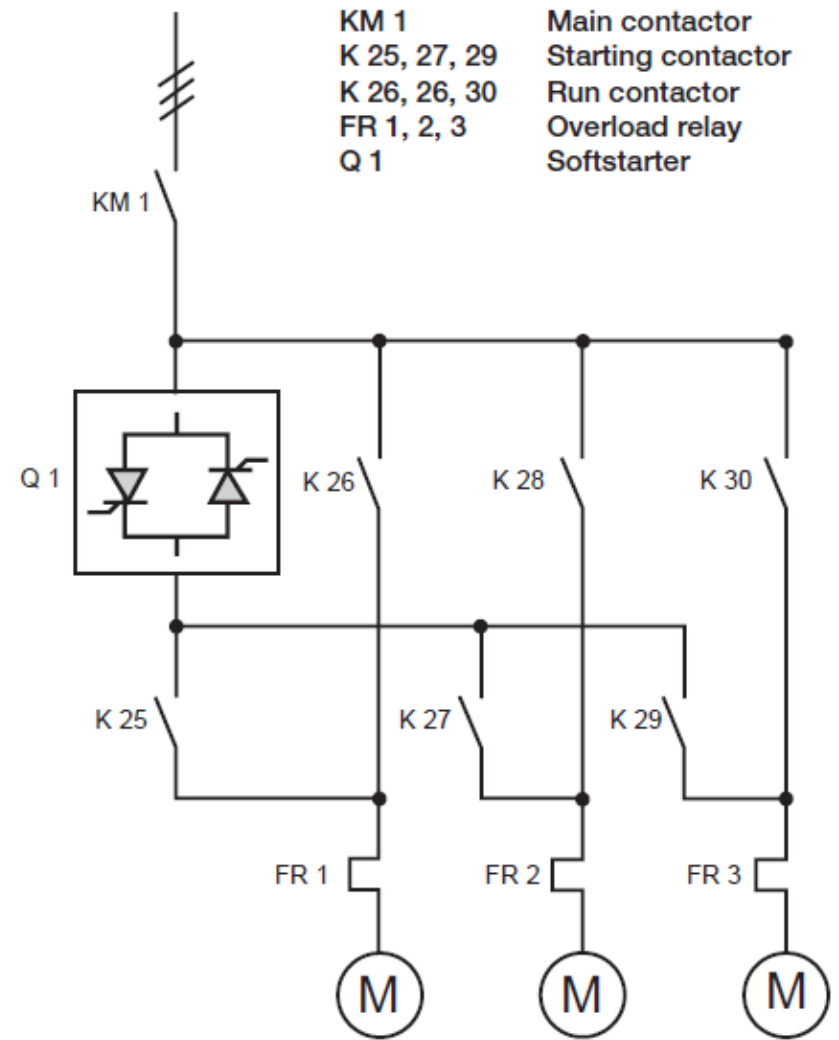 KM 1 Main contactor
K 25, 27, 29 Starting contactor
K 26, 26, 30 Run contactor
FR 1, 2, 3 Overload relay
Q 1 Softstarter
KM 1
Q 1
K 26
K 28
K 30
K 25
K 27
K 29
FR 1
FR 2
FR 3
M
M
M